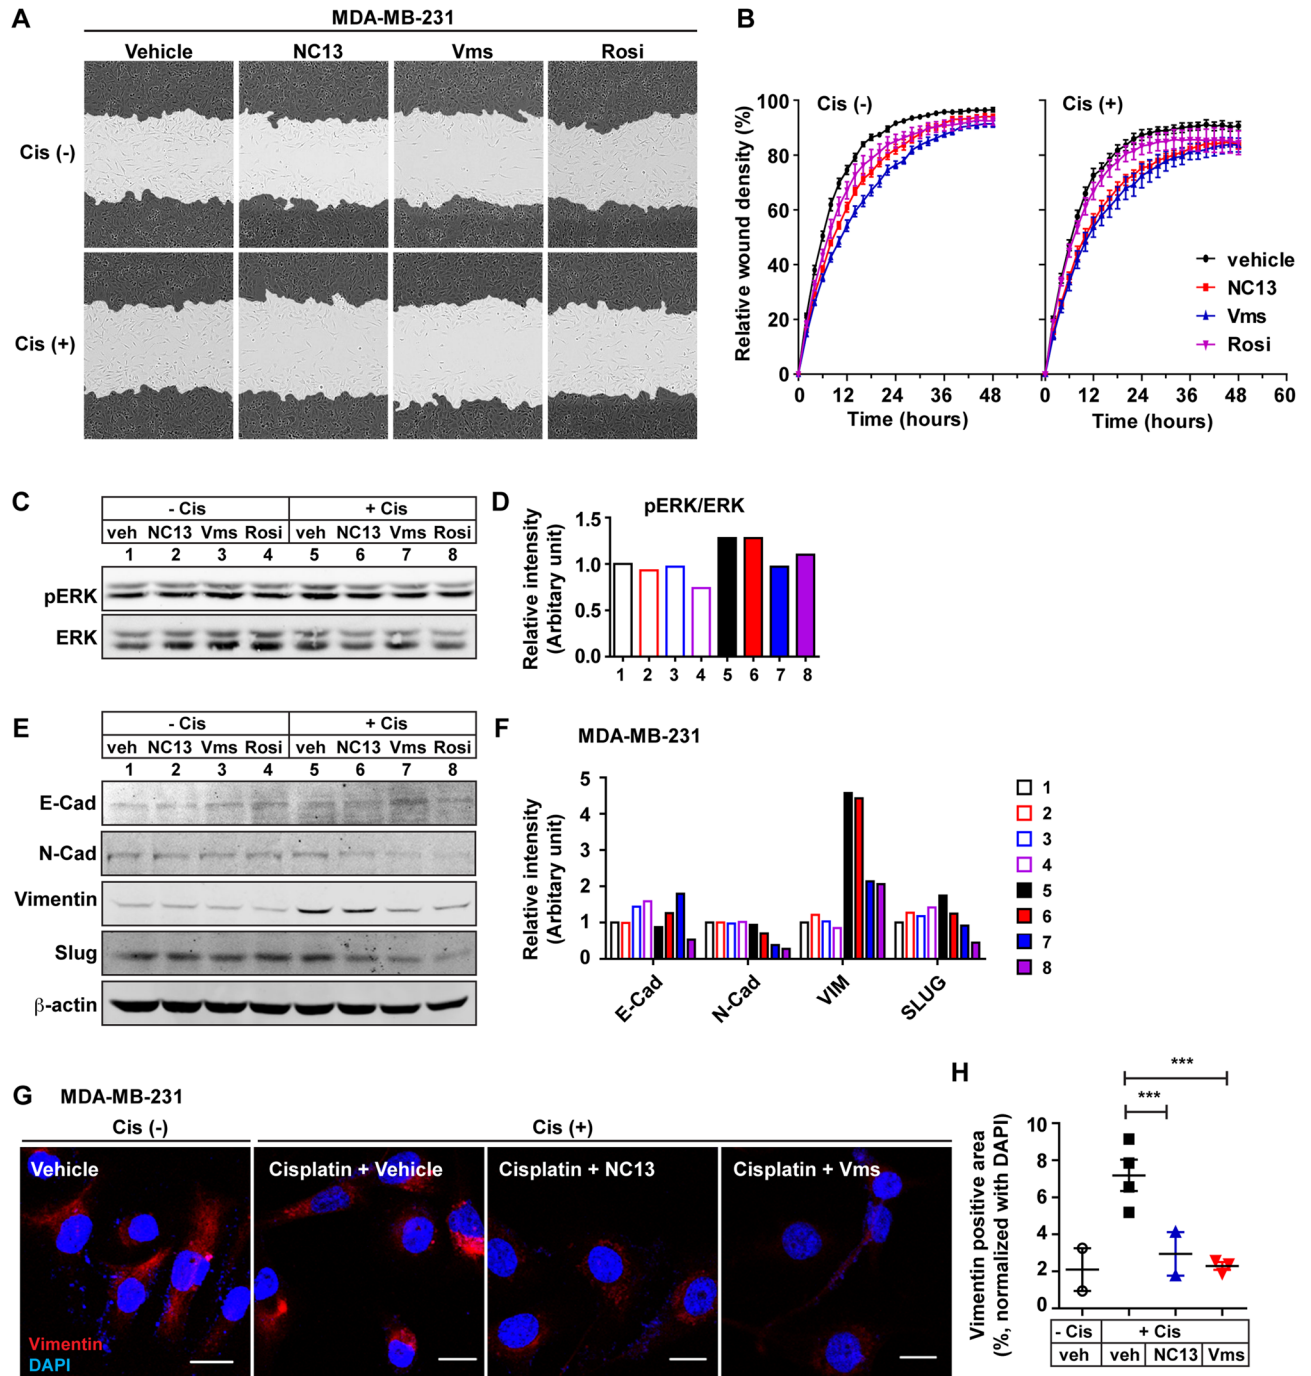 A
MDA-MB-231
Vehicle NC13 Vms Rosi
Cis (-)
Cis (+)
B
Relative wound density (%)
100
80
60
40
20
0
Cis (-)
Cis (+)
vehicle
NC13
Vms
Rosi
0 12 24 36 48
0 12 24 36 48 60
Time (hours)
Time (hours)
C
- Cis + Cis
veh NC13 Vms Rosi veh NC13 Vms Rosi
1 2 3 4 5 6 7 8
pERK
ERK
D
pERK/ERK
Relative intensity
(Arbitary unit)
1.5
1.0
0.5
0.0
1 2 3 4 5 6 7 8
E
- Cis + Cis
veh NC13 Vms Rosi veh NC13 Vms Rosi
1 2 3 4 5 6 7 8
E-Cad
N-Cad
Vimentin
Slug
β-actin
F
MDA-MB-231
Relative intensity
(Arbitary unit)
5
4
3
2
1
0
E-Cad
N-Cad
VIM
SLUG
1
2
3
4
5
6
7
8
G
MDA-MB-231
Cis (-)
Cis (+)
Vehicle
Cisplatin + Vehicle
Cisplatin + NC13
Cisplatin + Vms
Vimentin
DAPI
H
***
***
Vimentin positive area
(%, normalized with DAPI)
10
8
6
4
2
0
- Cis + Cis
veh veh NC13 Vms